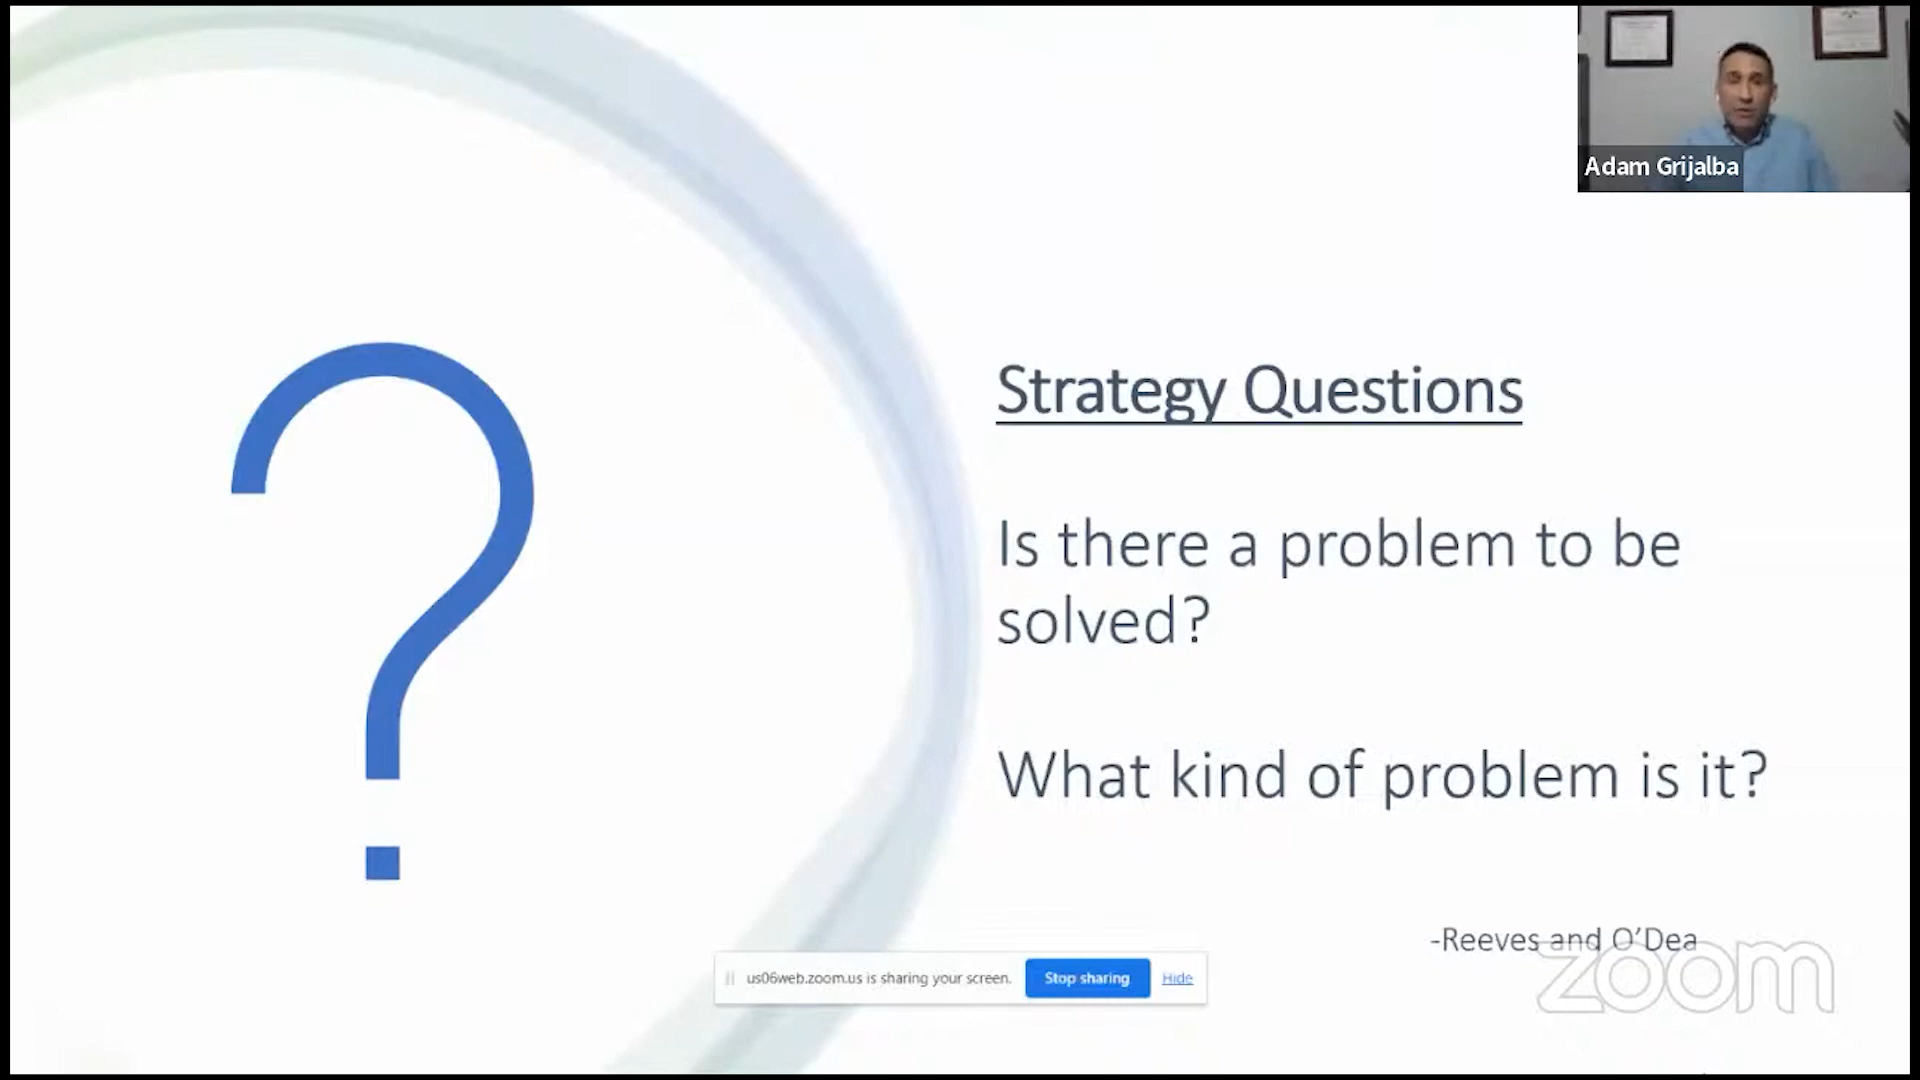 Adam Grijalba
Strategy Questions
Is there a problem to be
solved?
What kind of problem is it?
-Reeves and O'Dea
us06web.zoom.us is sharing your screen. Stop sharing Hide
zoom